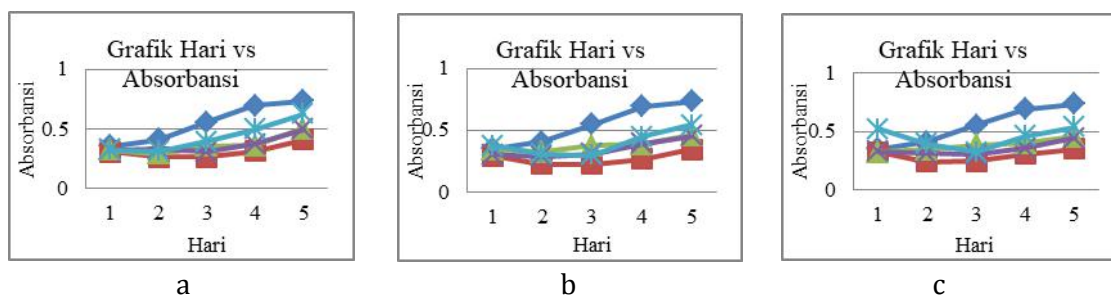 Grafik Hari vs
Absorbansi
Absorbansi
1
0.5
0
1 2 3 4 5
Hari
a
Grafik Hari vs
Absorbansi
Absorbansi
1
0.5
0
1 2 3 4 5
Hari
b
Grafik Hari vs
Absorbansi
Absorbansi
1
0.5
0
1 2 3 4 5
Hari
c